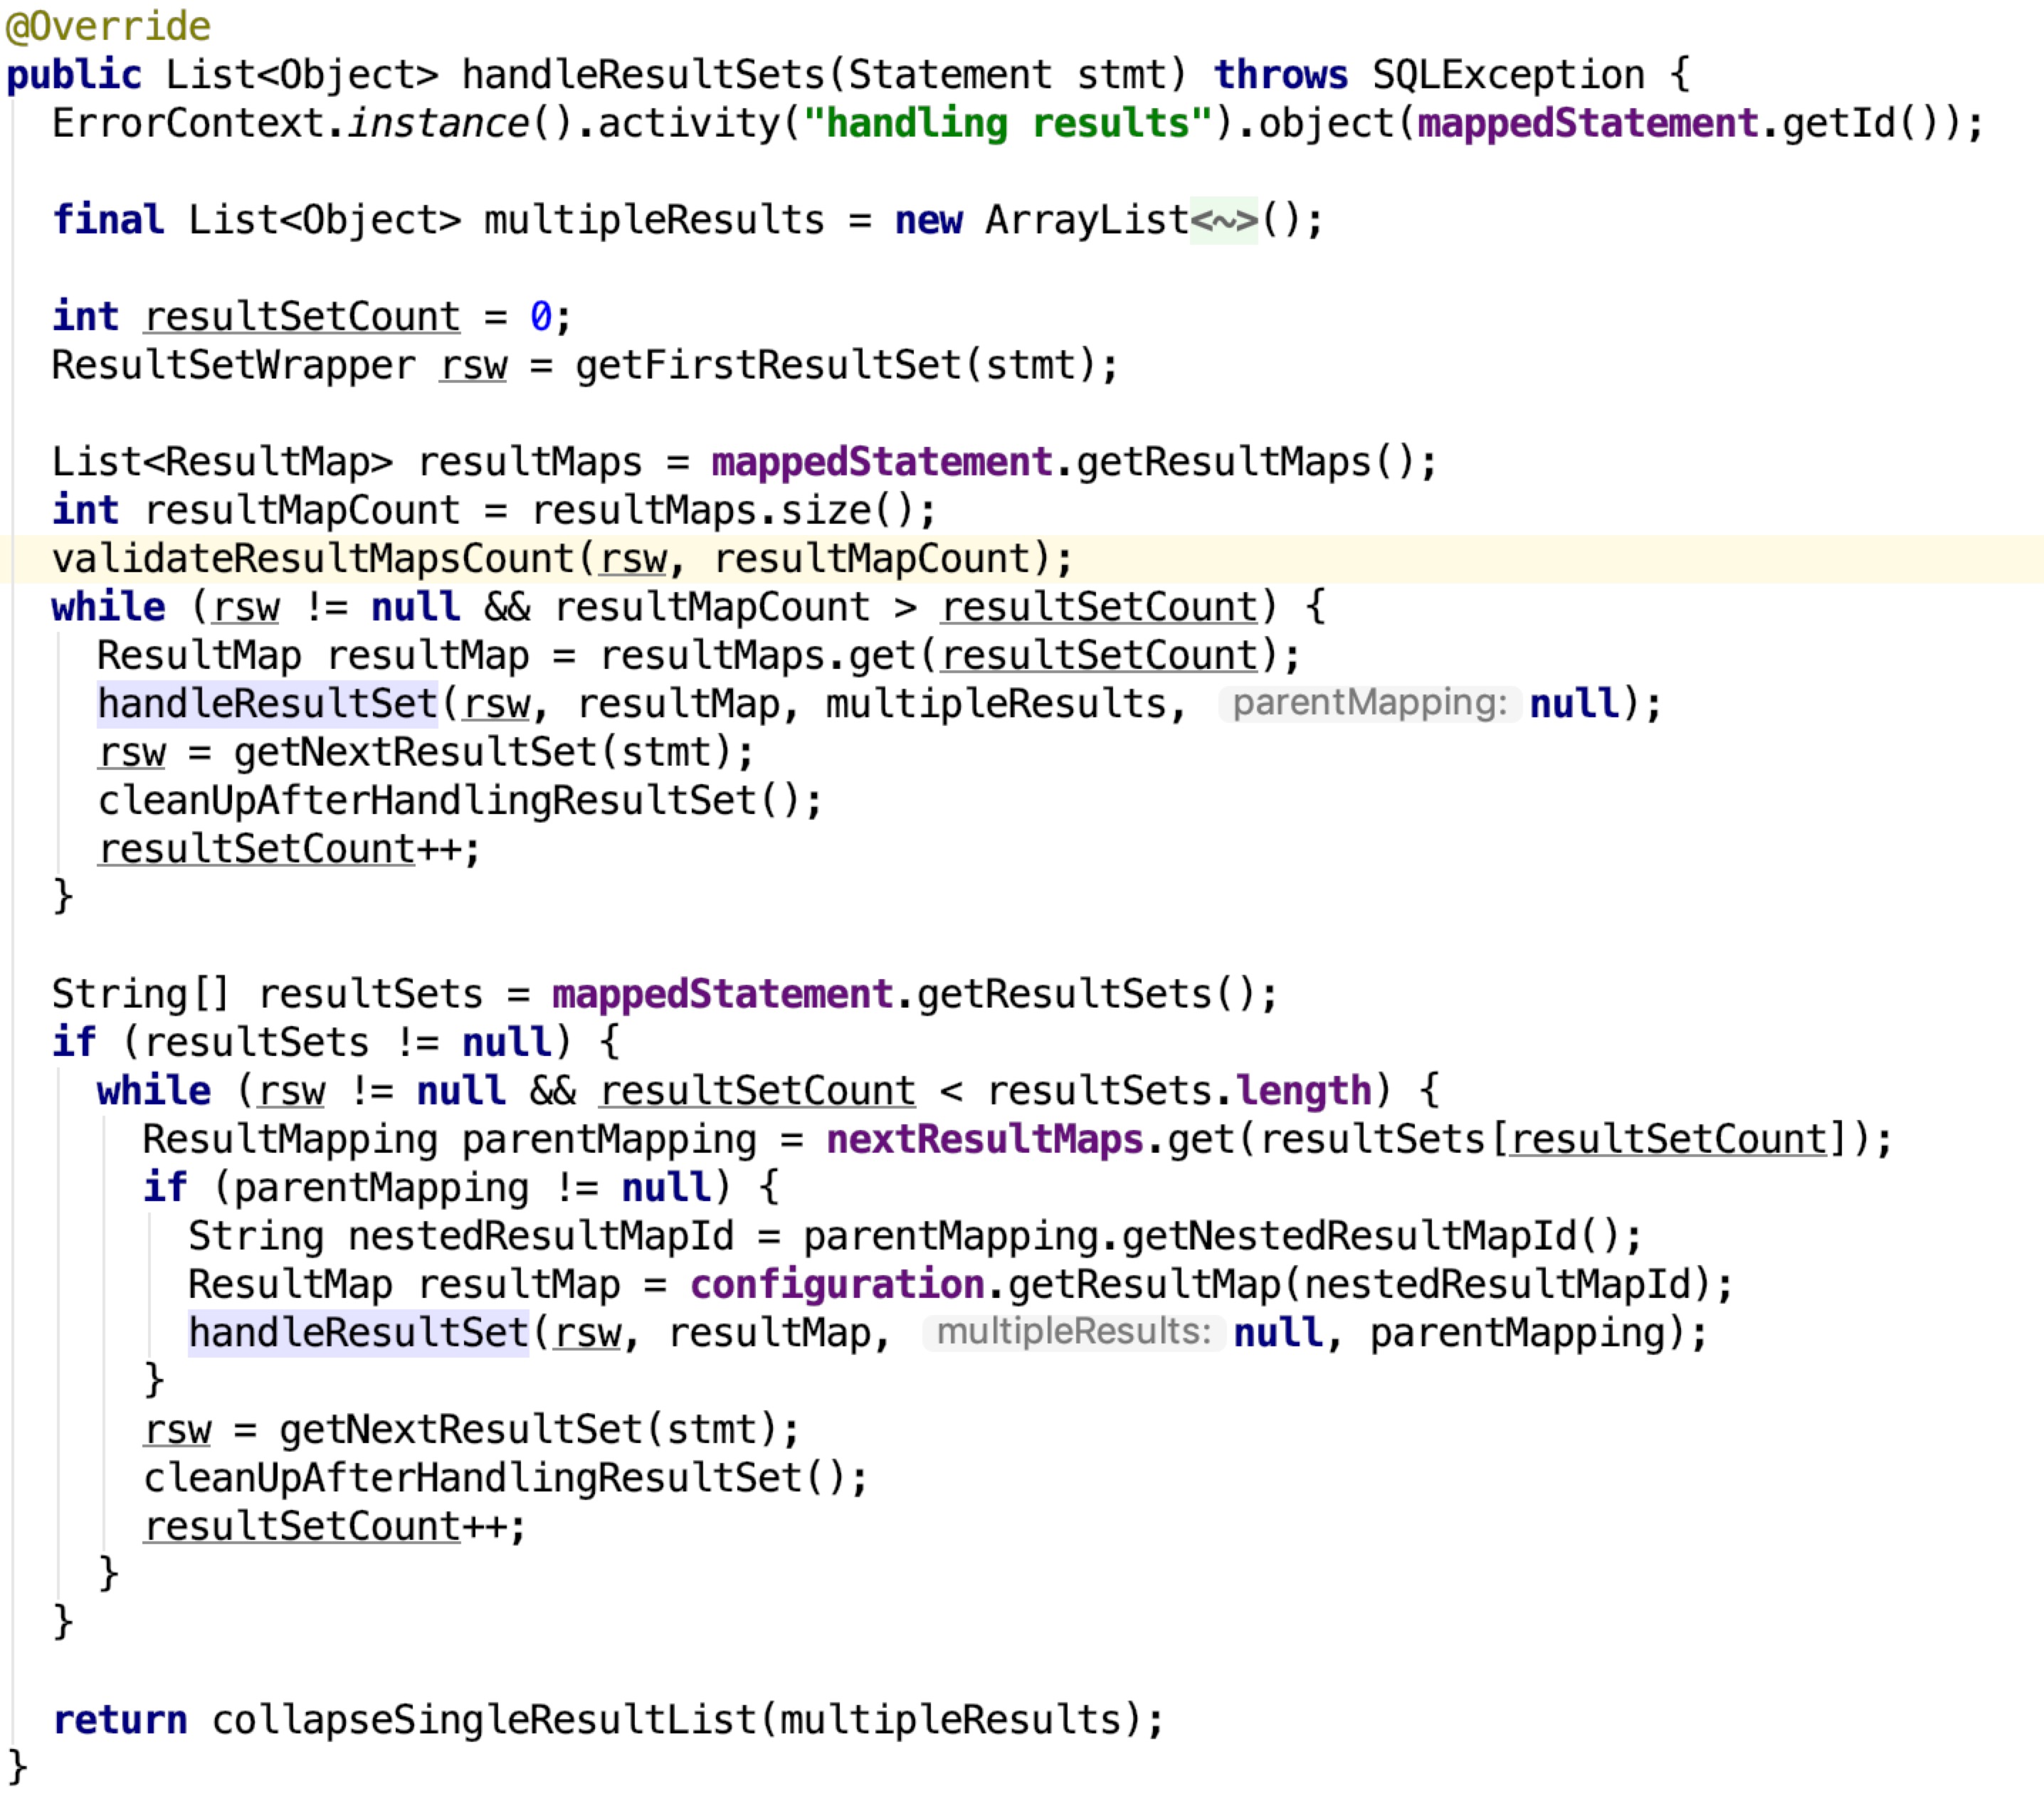 @Override
public List<Object> handleResultSets(Statement stmt) throws SQLException {
ErrorContext.instance().activity("handling results").object(mappedStatement.getId());
final List<Object> multipleResults = new ArrayList<~>();
int resultSetCount = 0;
ResultSetWrapper rsw = getFirstResultSet(stmt);
List<ResultMap> resultMaps = mappedStatement.getResultMaps();
int resultMapCount = resultMaps.size();
validateResultMapsCount(rsw, resultMapCount);
while (rsw != null && resultMapCount > resultSetCount) {
ResultMap resultMap = resultMaps.get(resultSetCount);
handleResultSet(rsw, resultMap, multipleResults, parentMapping: null);
rsw = getNextResultSet(stmt);
cleanUpAfterHandlingResultSet();
resultSetCount++;
}
String[] resultSets = mappedStatement.getResultSets();
if (resultSets != null) {
while (rsw != null && resultSetCount < resultSets.length) {
ResultMapping parentMapping = nextResultMaps.get(resultSets[resultSetCount]);
if (parentMapping != null) {
String nestedResultMapId = parentMapping.getNestedResultMapId();
ResultMap resultMap = configuration.getResultMap(nestedResultMapId);
handleResultSet(rsw, resultMap, multipleResults: null, parentMapping);
}
rsw = getNextResultSet(stmt);
cleanUpAfterHandlingResultSet();
resultSetCount++;
}
}
return collapseSingleResultList(multipleResults);
}